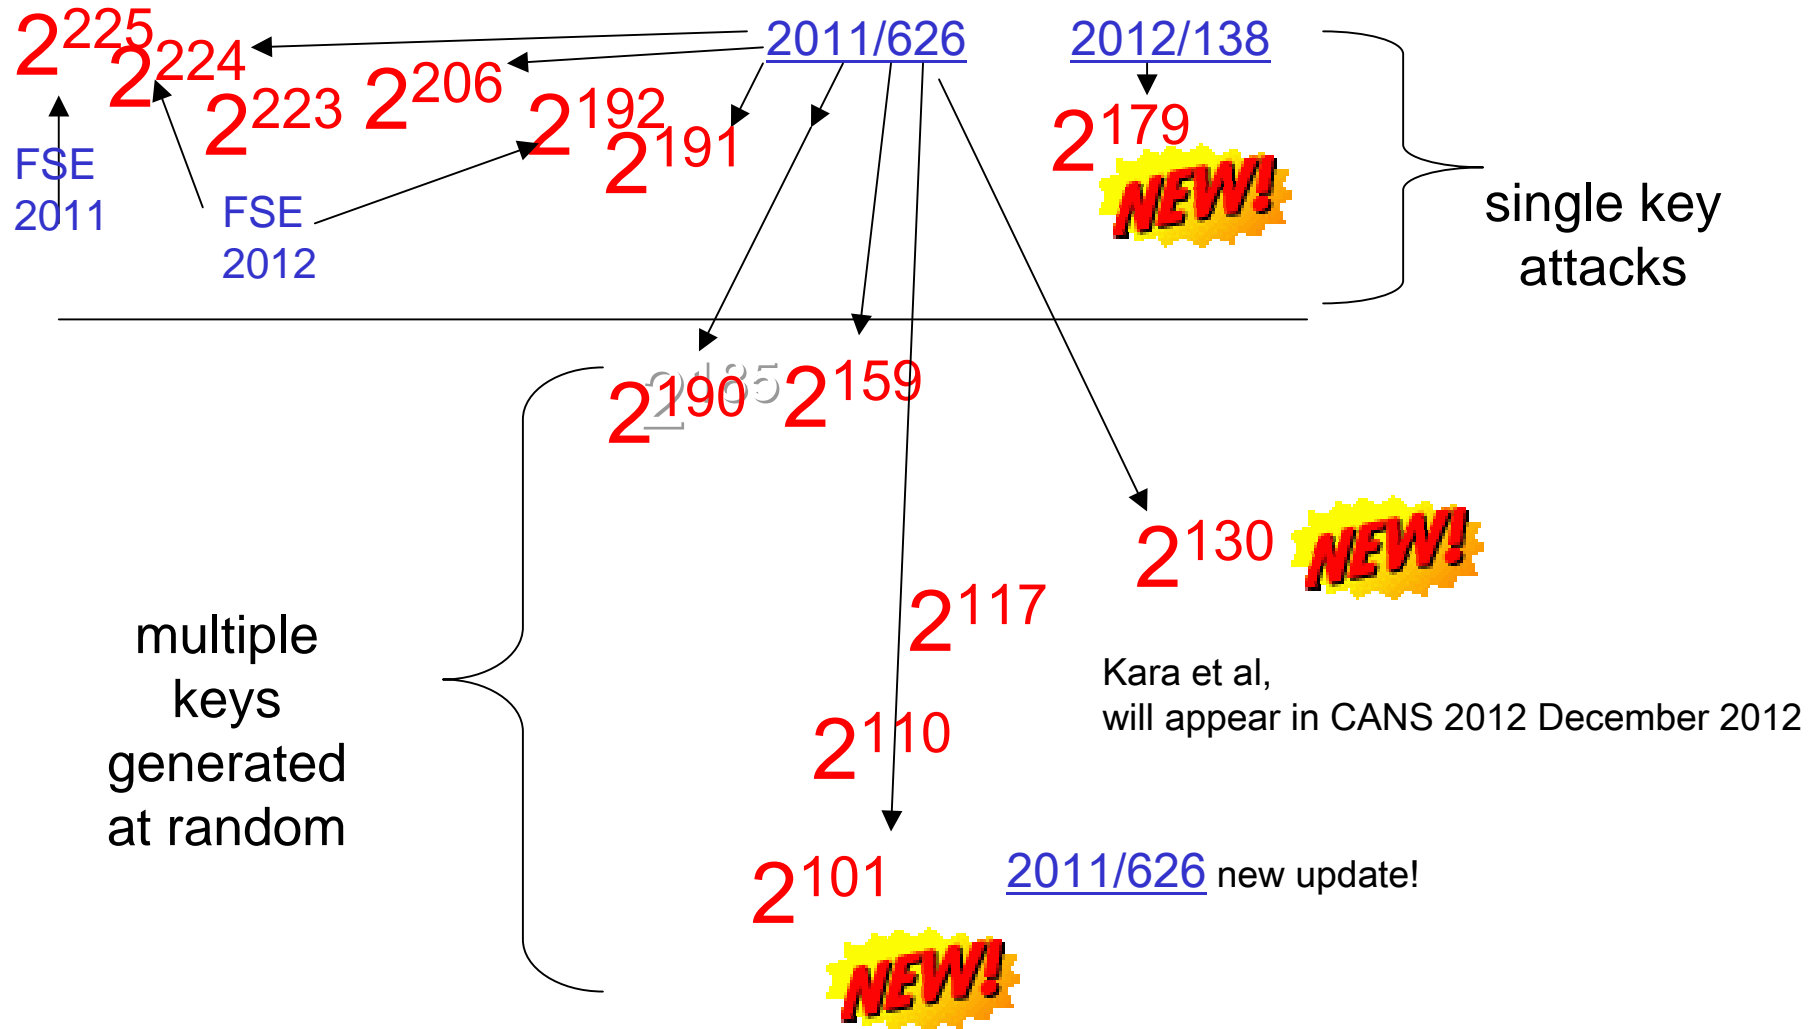 2^225
2^224
2^223
2^206
2^192
2^191
2011/626
2012/138
2^179
NEW!
FSE
2011
FSE
2012
single key
attacks
2^190
2^185
2^159
2^130
NEW!
2^117
multiple
keys
generated
at random
Kara et al,
will appear in CANS 2012 December 2012
2^110
2^101
2011/626 new update!
NEW!